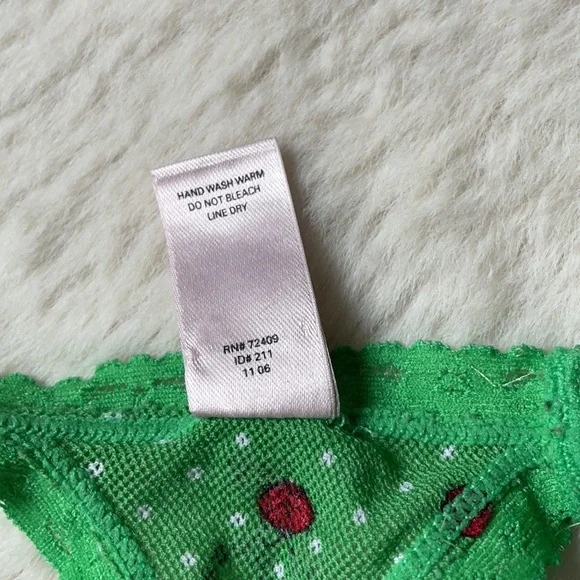 HAND WASH WARM
DO NOT BLEACH
LINE DRY
RN# 72409
ID# 211
11 06